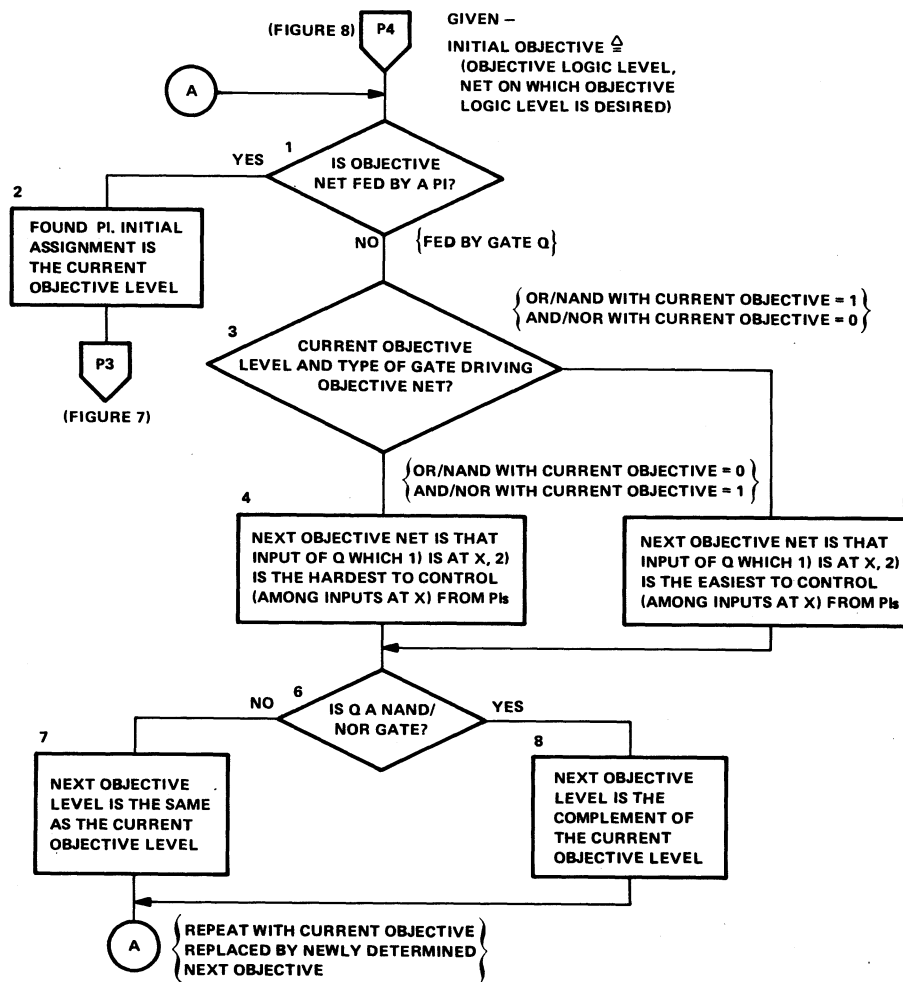 (FIGURE 8)
P4
GIVEN –
INITIAL OBJECTIVE ≙
(OBJECTIVE LOGIC LEVEL,
NET ON WHICH OBJECTIVE
LOGIC LEVEL IS DESIRED)
A
1
IS OBJECTIVE
NET FED BY A PI?
YES
2
FOUND PI. INITIAL
ASSIGNMENT IS
THE CURRENT
OBJECTIVE LEVEL
P3
(FIGURE 7)
NO
{FED BY GATE Q}
3
CURRENT OBJECTIVE
LEVEL AND TYPE OF GATE DRIVING
OBJECTIVE NET?
{OR/NAND WITH CURRENT OBJECTIVE = 1
AND/NOR WITH CURRENT OBJECTIVE = 0}
{OR/NAND WITH CURRENT OBJECTIVE = 0
AND/NOR WITH CURRENT OBJECTIVE = 1}
4
NEXT OBJECTIVE NET IS THAT
INPUT OF Q WHICH 1) IS AT X, 2)
IS THE HARDEST TO CONTROL
(AMONG INPUTS AT X) FROM PIs
NEXT OBJECTIVE NET IS THAT
INPUT OF Q WHICH 1) IS AT X, 2)
IS THE EASIEST TO CONTROL
(AMONG INPUTS AT X) FROM PIs
6
IS Q A NAND/
NOR GATE?
NO
YES
7
NEXT OBJECTIVE
LEVEL IS THE SAME
AS THE CURRENT
OBJECTIVE LEVEL
8
NEXT OBJECTIVE
LEVEL IS THE
COMPLEMENT OF
THE CURRENT
OBJECTIVE LEVEL
A
{REPEAT WITH CURRENT OBJECTIVE
REPLACED BY NEWLY DETERMINED
NEXT OBJECTIVE}